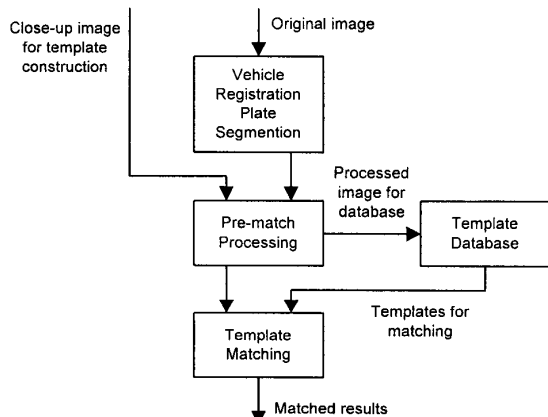 Close-up image
for template
construction
Original image
Vehicle
Registration
Plate
Segmention
Processed
image for
database
Pre-match
Processing
Template
Database
Templates for
matching
Template
Matching
Matched results